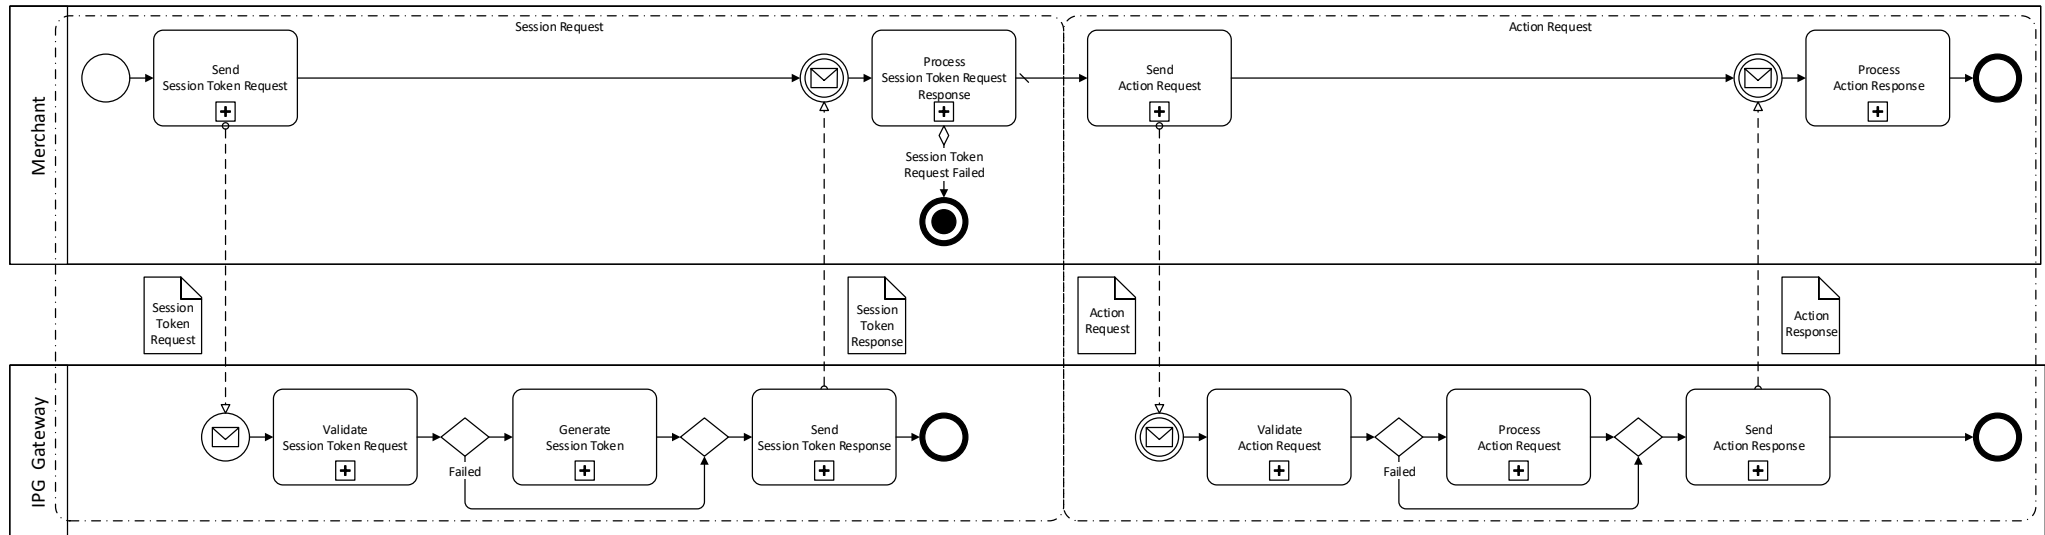 Session Request
Action Request
Merchant
Send
Session Token Request
Process
Session Token Request
Response
Send
Action Request
Process
Action Response
Session Token
Request Failed
Session
Token
Request
Session
Token
Response
Action
Request
Action
Response
IPG Gateway
Validate
Session Token Request
Failed
Generate
Session Token
Send
Session Token Response
Validate
Action Request
Failed
Process
Action Request
Send
Action Response